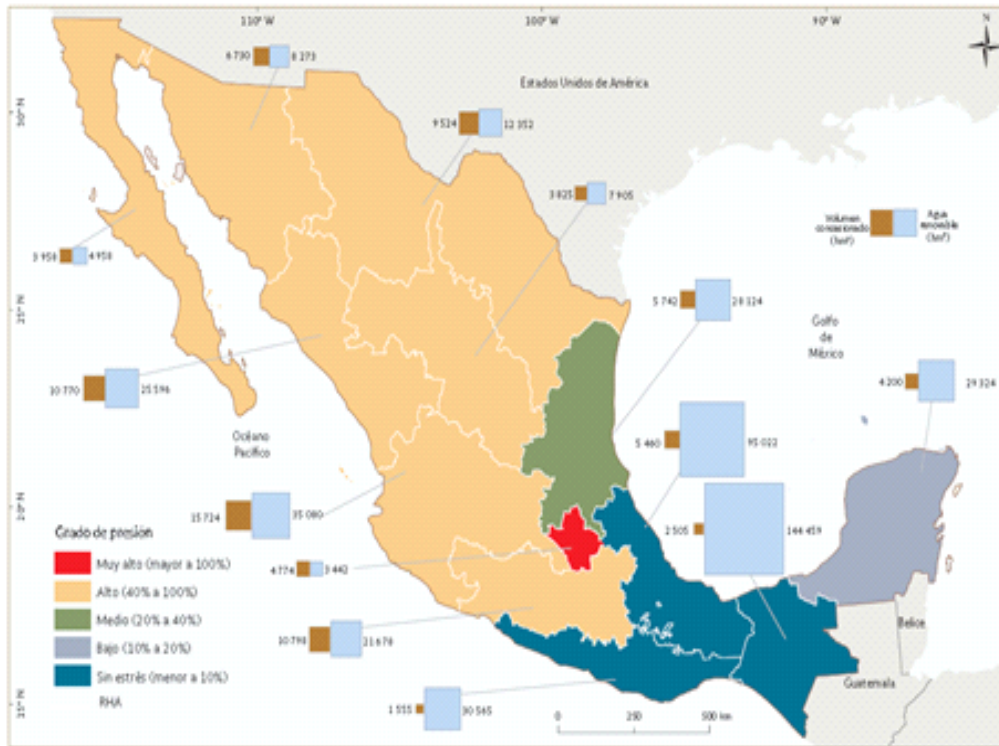 110° W
100° W
90° W
N
6 730
8 273
Estados Unidos de América
30° N
9 524
12 352
3 825
7 905
Volumen
concesionado
(hm³)
Agua
renovable
(hm³)
3 958
4 958
25° N
5 742
28 124
Golfo
de
México
10 770
25 596
4 200
29 324
Océano
Pacífico
5 460
95 022
20° N
15 724
35 080
2 505
144 459
Grado de presión
Muy alto (mayor a 100%)
Alto (40% a 100%)
Medio (20% a 40%)
Bajo (10% a 20%)
Sin estrés (menor a 10%)
RHA
4 774
3 442
10 798
21 678
Belice
Guatemala
15° N
1 555
30 565
0
250
500 km